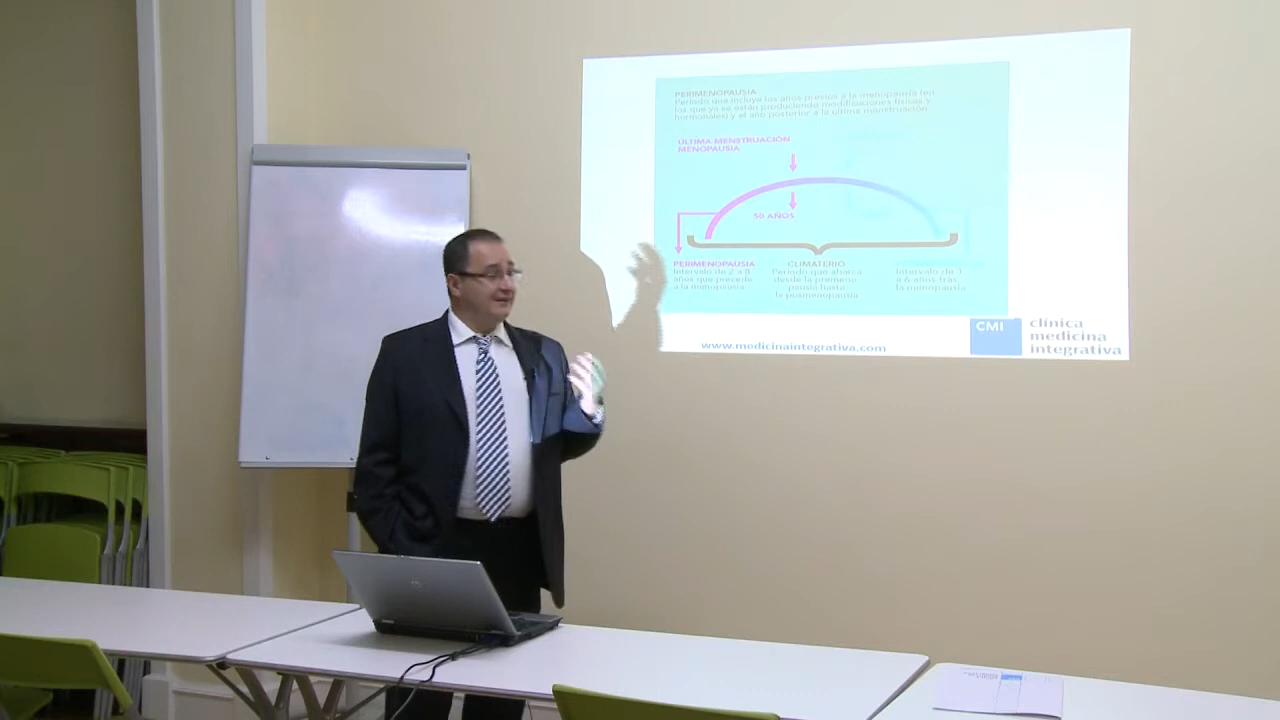 PERIMENOPAUSIA
Período que incluye los años previos a la menopausia (en
los que ya se están produciendo modificaciones físicas y
hormonales) y el año posterior a la última menstruación
ÚLTIMA MENSTRUACIÓN
MENOPAUSIA
50 AÑOS
PERIMENOPAUSIA
Intervalo de 2 a 8
años que precede
a la menopausia
CLIMATERIO
Período que abarca
desde la premeno
pausia hasta
la posmenopausia
Intervalo de 1
a 6 años tras
la menopausia
www.medicinaintegrativa.com
CMI
clínica
medicina
integrativa